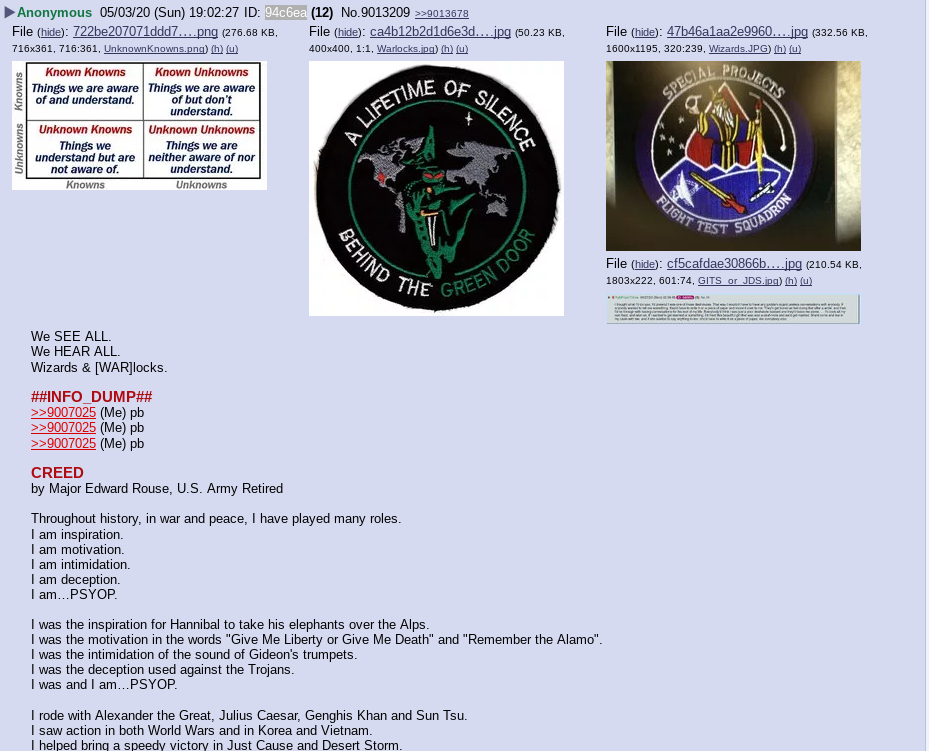 ▶Anonymous 05/03/20 (Sun) 19:02:27 ID: 94c6ea (12) No.9013209 >>9013678
File (hide): 722be207071ddd7….png (276.68 KB, 716x361, 716:361, UnknownKnowns.png) (h) (u)
Knowns
Known Knowns
Things we are aware of and understand.
Known Unknowns
Things we are aware of but don't understand.
Unknowns
Unknown Knowns
Things we understand but are not aware of.
Unknown Unknowns
Things we are neither aware of nor understand.
Knowns
Unknowns
File (hide): ca4b12b2d1d6e3d….jpg (50.23 KB, 400x400, 1:1, Warlocks.jpg) (h) (u)
A LIFETIME OF SILENCE
BEHIND THE GREEN DOOR
File (hide): 47b46a1aa2e9960….jpg (332.56 KB, 1600x1195, 320:239, Wizards.JPG) (h) (u)
SPECIAL PROJECTS
FLIGHT TEST SQUADRON
File (hide): cf5cafdae30866b….jpg (210.54 KB, 1803x222, 601:74, GITS_or_JDS.jpg) (h) (u)
We SEE ALL.
We HEAR ALL.
Wizards & [WAR]locks.
##INFO_DUMP##
>>9007025 (Me) pb
>>9007025 (Me) pb
>>9007025 (Me) pb
CREED
by Major Edward Rouse, U.S. Army Retired
Throughout history, in war and peace, I have played many roles.
I am inspiration.
I am motivation.
I am intimidation.
I am deception.
I am…PSYOP.
I was the inspiration for Hannibal to take his elephants over the Alps.
I was the motivation in the words "Give Me Liberty or Give Me Death" and "Remember the Alamo".
I was the intimidation of the sound of Gideon's trumpets.
I was the deception used against the Trojans.
I was and I am…PSYOP.
I rode with Alexander the Great, Julius Caesar, Genghis Khan and Sun Tsu.
I saw action in both World Wars and in Korea and Vietnam.
I helped bring a speedy victory in Just Cause and Desert Storm.